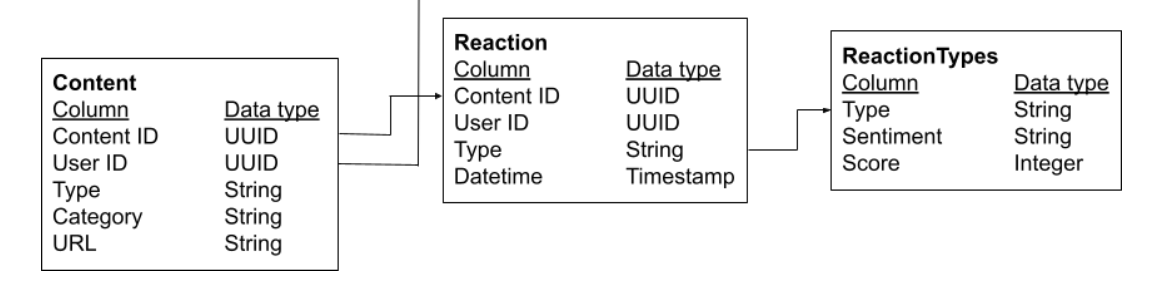 Content
Column Data type
Content ID UUID
User ID UUID
Type String
Category String
URL String
Reaction
Column Data type
Content ID UUID
User ID UUID
Type String
Datetime Timestamp
ReactionTypes
Column Data type
Type String
Sentiment String
Score Integer